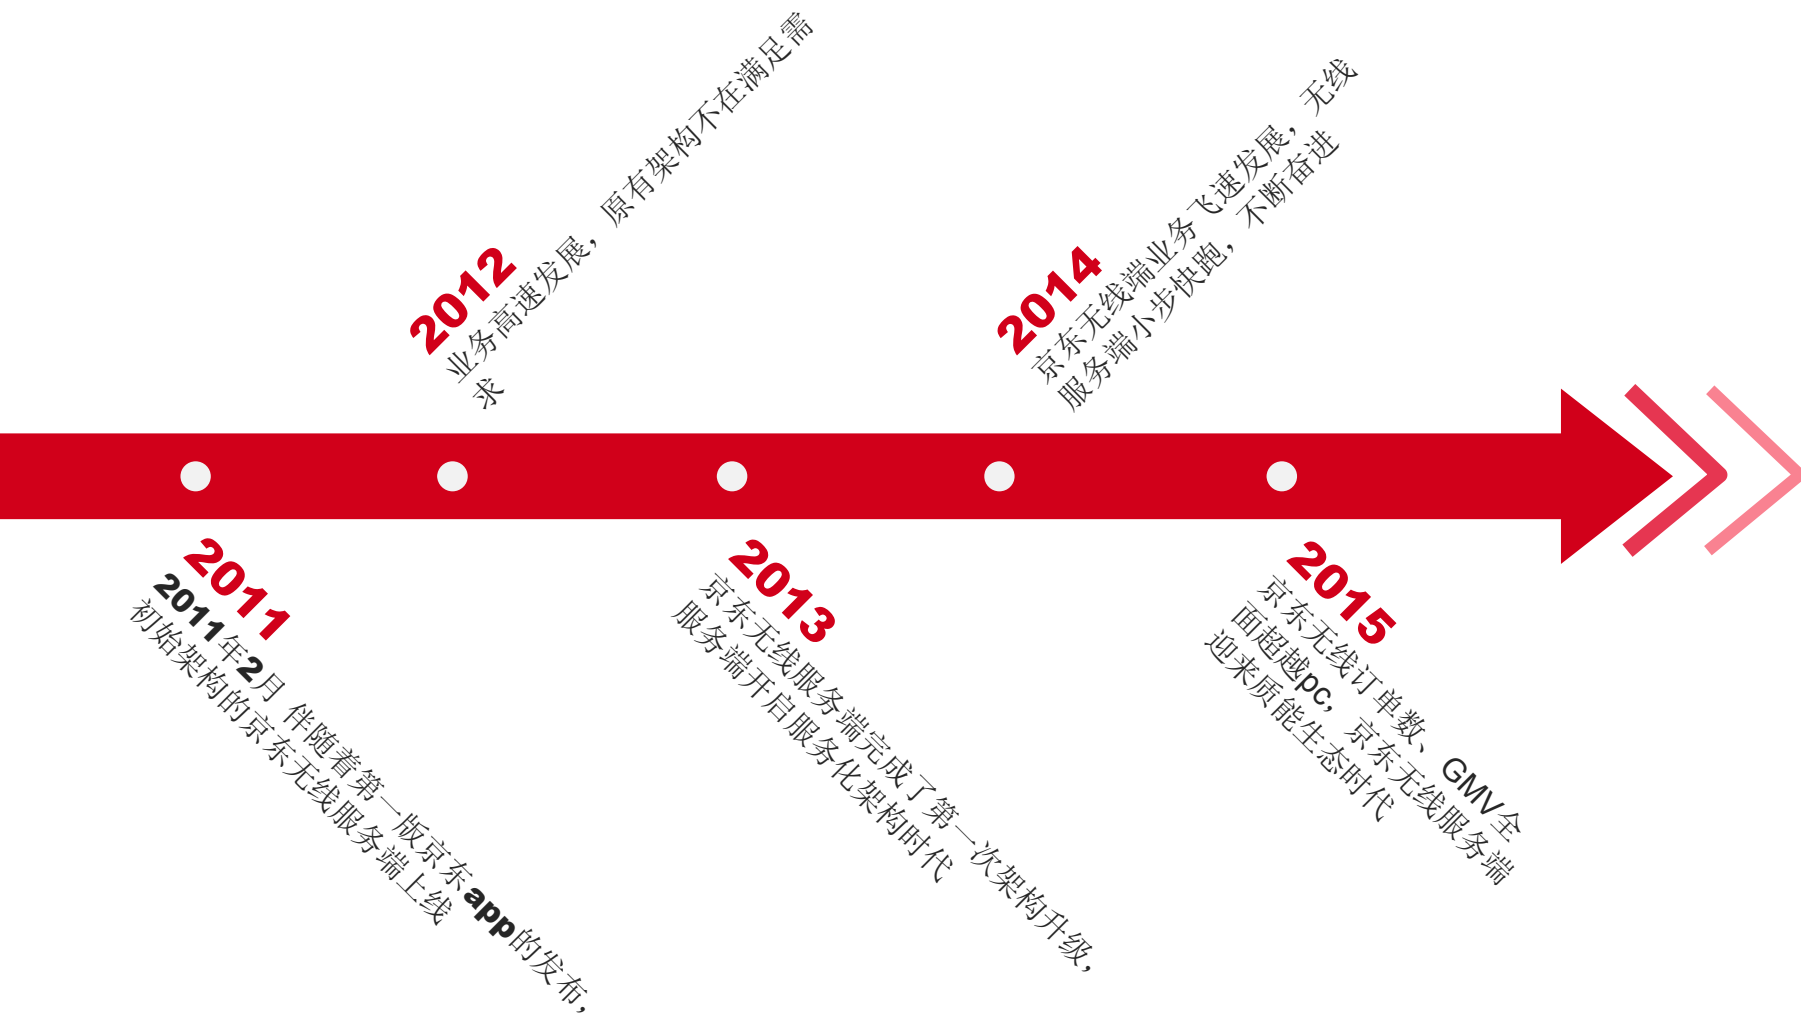 2011
2011年2月 伴随着第一版京东app的发布，
初始架构的京东无线服务端上线
2012
业务高速发展，原有架构不在满足需
求
2013
京东无线服务端完成了第一次架构升级，
服务端开启服务化架构时代
2014
京东无线端业务飞速发展，无线
服务端小步快跑，不断奋进
2015
京东无线订单数、GMV全
面超越pc，京东无线服务端
迎来质能生态时代